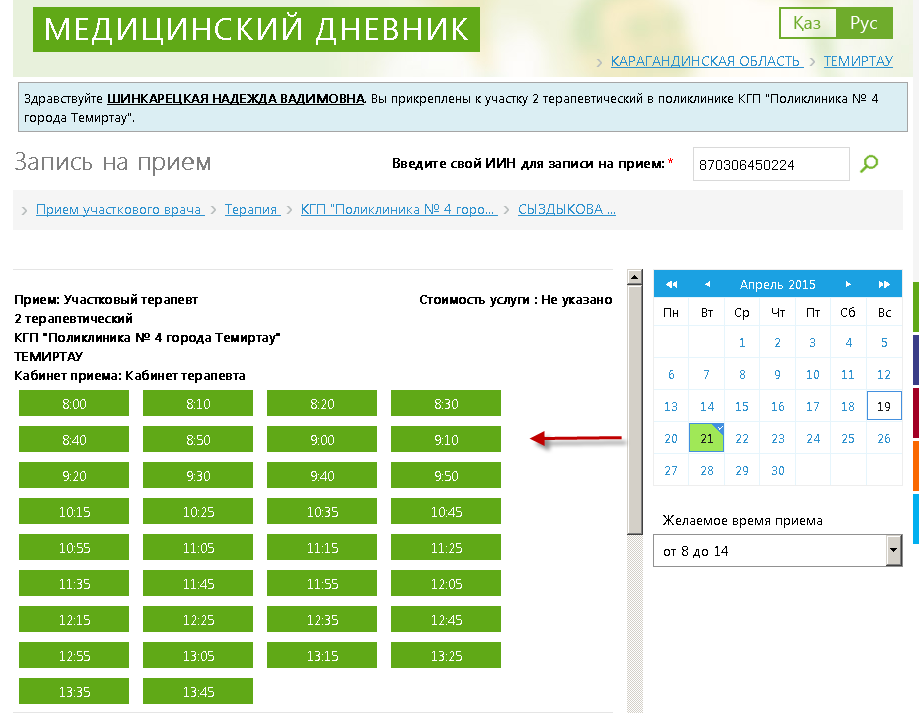 МЕДИЦИНСКИЙ ДНЕВНИК
Қаз Рус
КАРАГАНДИНСКАЯ ОБЛАСТЬ ТЕМИРТАУ
Здравствуйте ШИНКАРЕЦКАЯ НАДЕЖДА ВАДИМОВНА. Вы прикреплены к участку 2 терапевтический в поликлинике КГП "Поликлиника № 4
города Темиртау".
Запись на прием
Введите свой ИИН для записи на прием: * 870306450224
Прием участкового врача Терапия КГП "Поликлиника № 4 горо... СЫЗДЫКОВА ...
Прием: Участковый терапевт Стоимость услуги : Не указано
2 терапевтический
КГП "Поликлиника № 4 города Темиртау"
ТЕМИРТАУ
Кабинет приема: Кабинет терапевта
8:00 8:10 8:20 8:30
8:40 8:50 9:00 9:10
9:20 9:30 9:40 9:50
10:15 10:25 10:35 10:45
10:55 11:05 11:15 11:25
11:35 11:45 11:55 12:05
12:15 12:25 12:35 12:45
12:55 13:05 13:15 13:25
13:35 13:45
Апрель 2015
Пн Вт Ср Чт Пт Сб Вс
1 2 3 4 5
6 7 8 9 10 11 12
13 14 15 16 17 18 19
20 21 22 23 24 25 26
27 28 29 30
Желаемое время приема
от 8 до 14